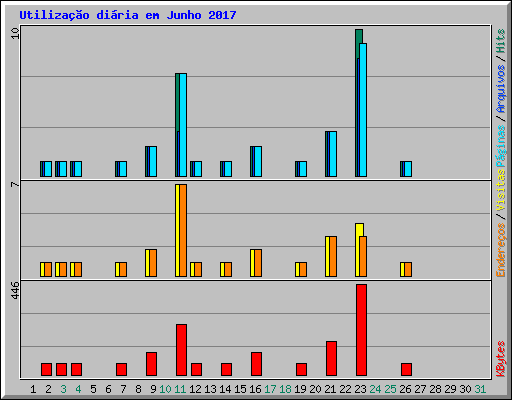 Utilização diária em Junho 2017
10
7
446
Endereços / Visitas Páginas / Arquivos / Hits
KBytes
1 2 3 4 5 6 7 8 9 10 11 12 13 14 15 16 17 18 19 20 21 22 23 24 25 26 27 28 29 30 31